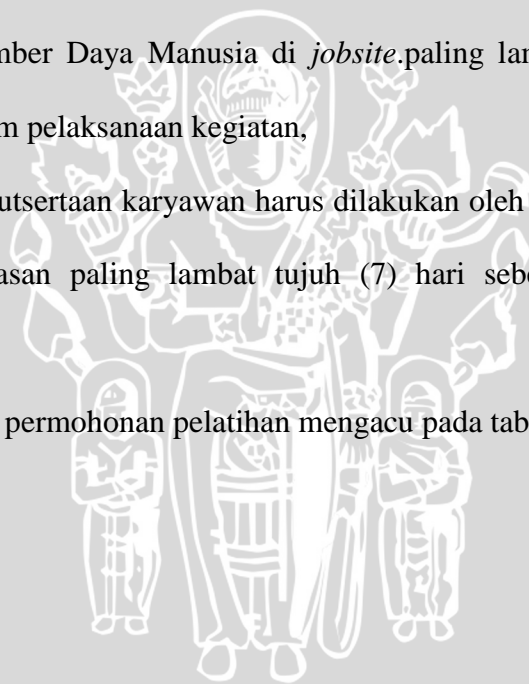 mber Daya Manusia di jobsite.paling lam
m pelaksanaan kegiatan,
utsertaan karyawan harus dilakukan oleh
asan paling lambat tujuh (7) hari sebe
permohonan pelatihan mengacu pada tab